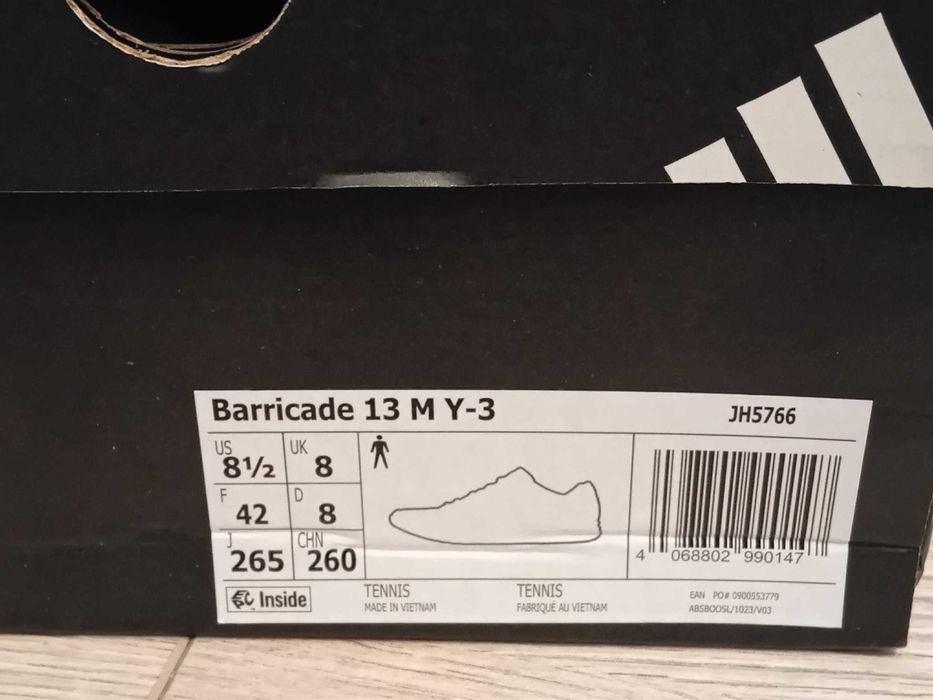 Barricade 13 M Y-3
JH5766
US
8½
UK
8
F
42
D
8
J
265
CHN
260
Inside
TENNIS
MADE IN VIETNAM
TENNIS
FABRIQUÉ AU VIETNAM
4 068802 990147
EAN PO# 0900553779
ABSBOOSL/1023/V03